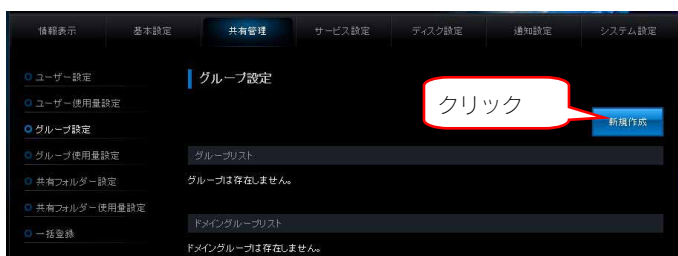 情報表示 基本設定 共有管理 サービス設定 ディスク設定 通知設定 システム設定
ユーザー設定
ユーザー使用量設定
グループ設定
グループ使用量設定
共有フォルダー設定
共有フォルダー使用量設定
一括登録
グループ設定
クリック
新規作成
グループリスト
グループは存在しません。
ドメイングループリスト
ドメイングループは存在しません。